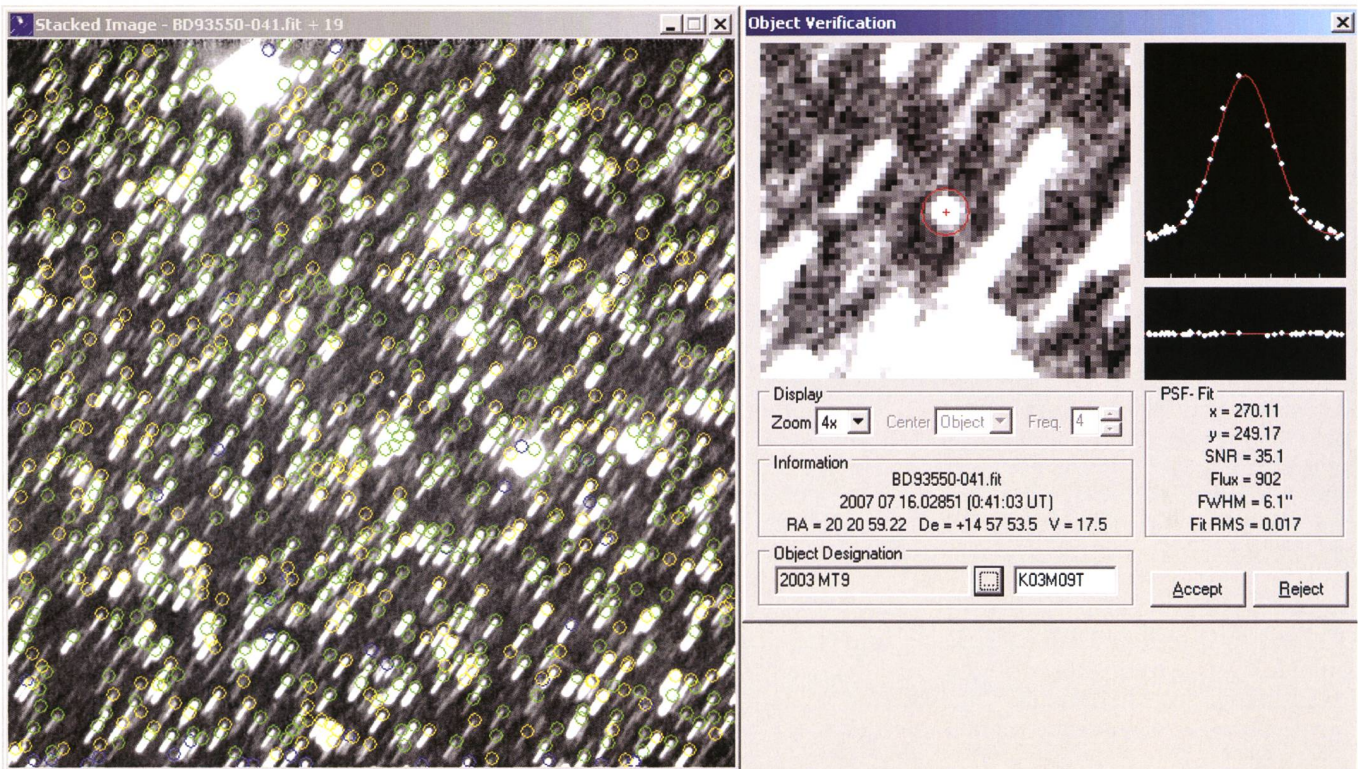 Stacked Image - BD93550-041.fit + 19
Object Verification
Display
Zoom 4x Center Object Freq. 4
Information
BD93550-041.fit
2007 07 16.02851 (0:41:03 UT)
RA = 20 20 59.22 De = +14 57 53.5 V = 17.5
Object Designation
2003 MT9 ... K03M09T
PSF- Fit
x = 270.11
y = 249.17
SNR = 35.1
Flux = 902
FWHM = 6.1"
Fit RMS = 0.017
Accept Reject